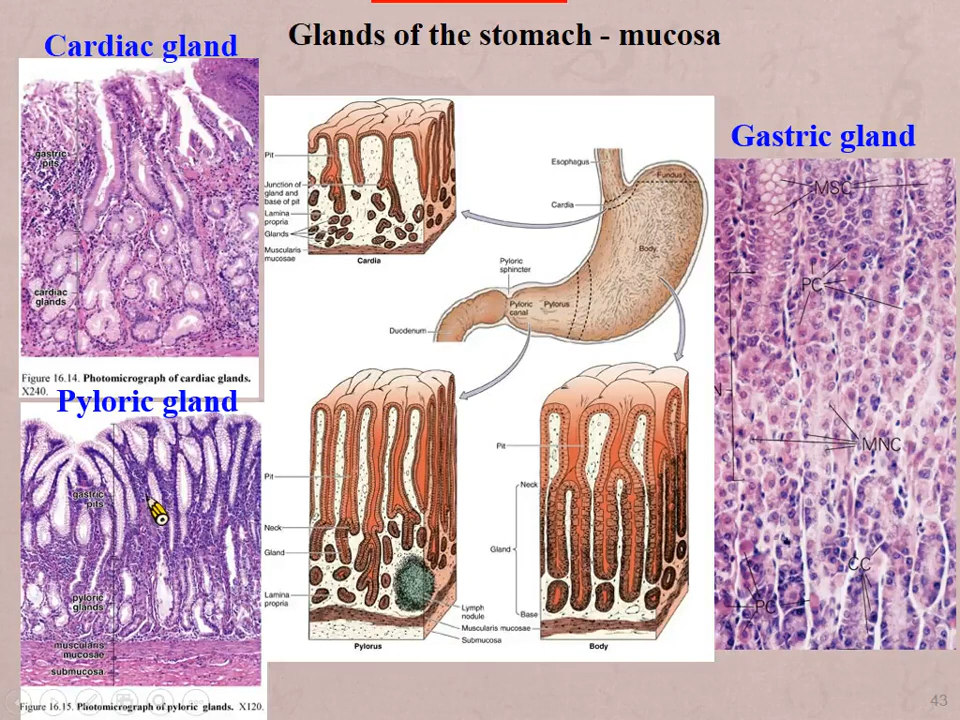 Glands of the stomach - mucosa
Cardiac gland
gastric
pits
cardiac
glands
Figure 16.14. Photomicrograph of cardiac glands.
X240.
Pyloric gland
gastric
pits
pyloric
glands
muscularis
mucosae
submucosa
Figure 16.15. Photomicrograph of pyloric glands. X120.
Pit
Junction of
gland and
base of pit
Lamina
propria
Glands
Muscularis
mucosae
Cardia
Esophagus
Fundus
Cardia
Body
Pyloric
sphincter
Pyloric
canal
Pylorus
Duodenum
Pit
Neck
Gland
Lamina
propria
Lymph
nodule
Muscularis mucosae
Submucosa
Pylorus
Pit
Neck
Gland
Base
Body
Gastric gland
MSC
PC
N
MNC
CC
PC
43